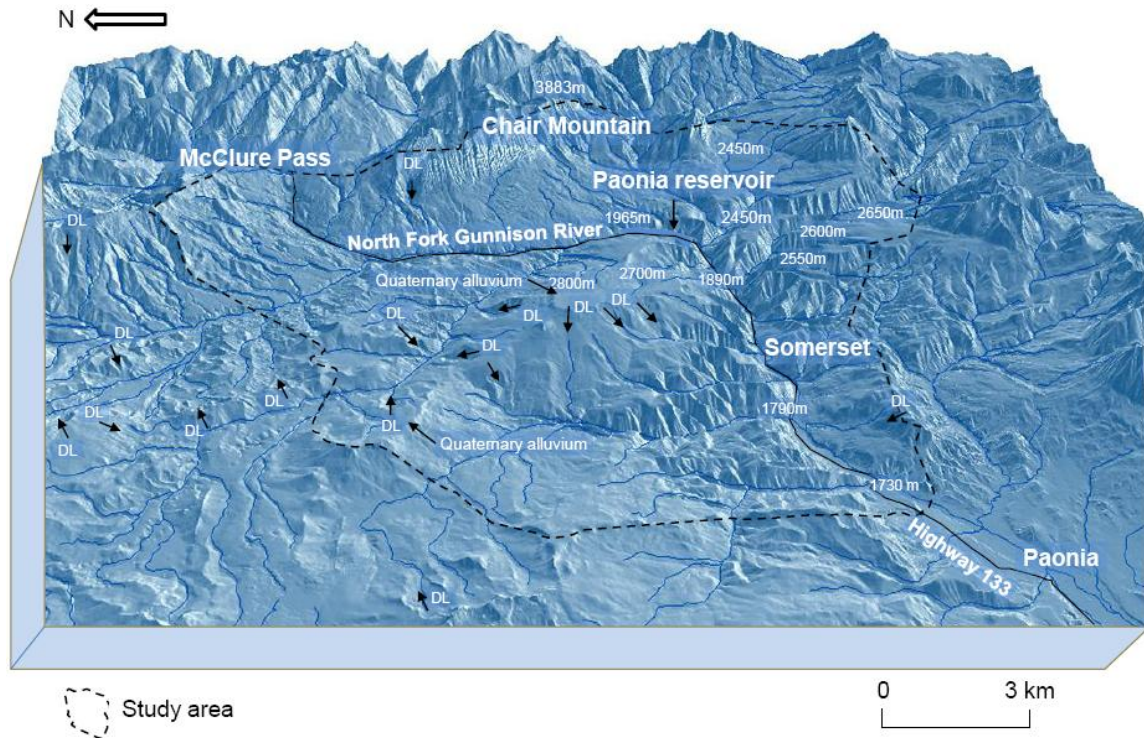 N
3883m
Chair Mountain
McClure Pass
DL
2450m
Paonia reservoir
DL
1965m
2450m
2650m
North Fork Gunnison River
2600m
2550m
Quaternary alluvium
2800m
2700m
1890m
DL
DL
DL
DL
DL
DL
Somerset
DL
DL
1790m
DL
DL
DL
DL
DL
Quaternary alluvium
1730 m
Highway 133
Paonia
DL
Study area
0
3 km